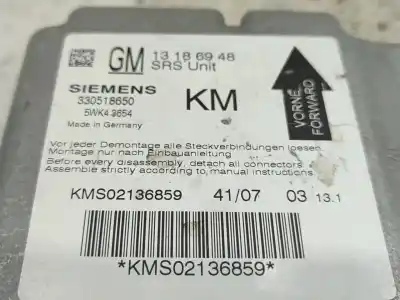 GM 13 18 69 48
SRS Unit
SIEMENS
330518650
5WK4 3654
Made in Germany
KM
VORNE
FORWARD
Vor jeder Demontage alle Steckverbindungen loesen
Montage nur nach Einbauanleitung
Before every disassembly, detach all connectors
Assemble strictly according to manual instructions.
KMS02136859 41/07 03 13.1
*KMS02136859*